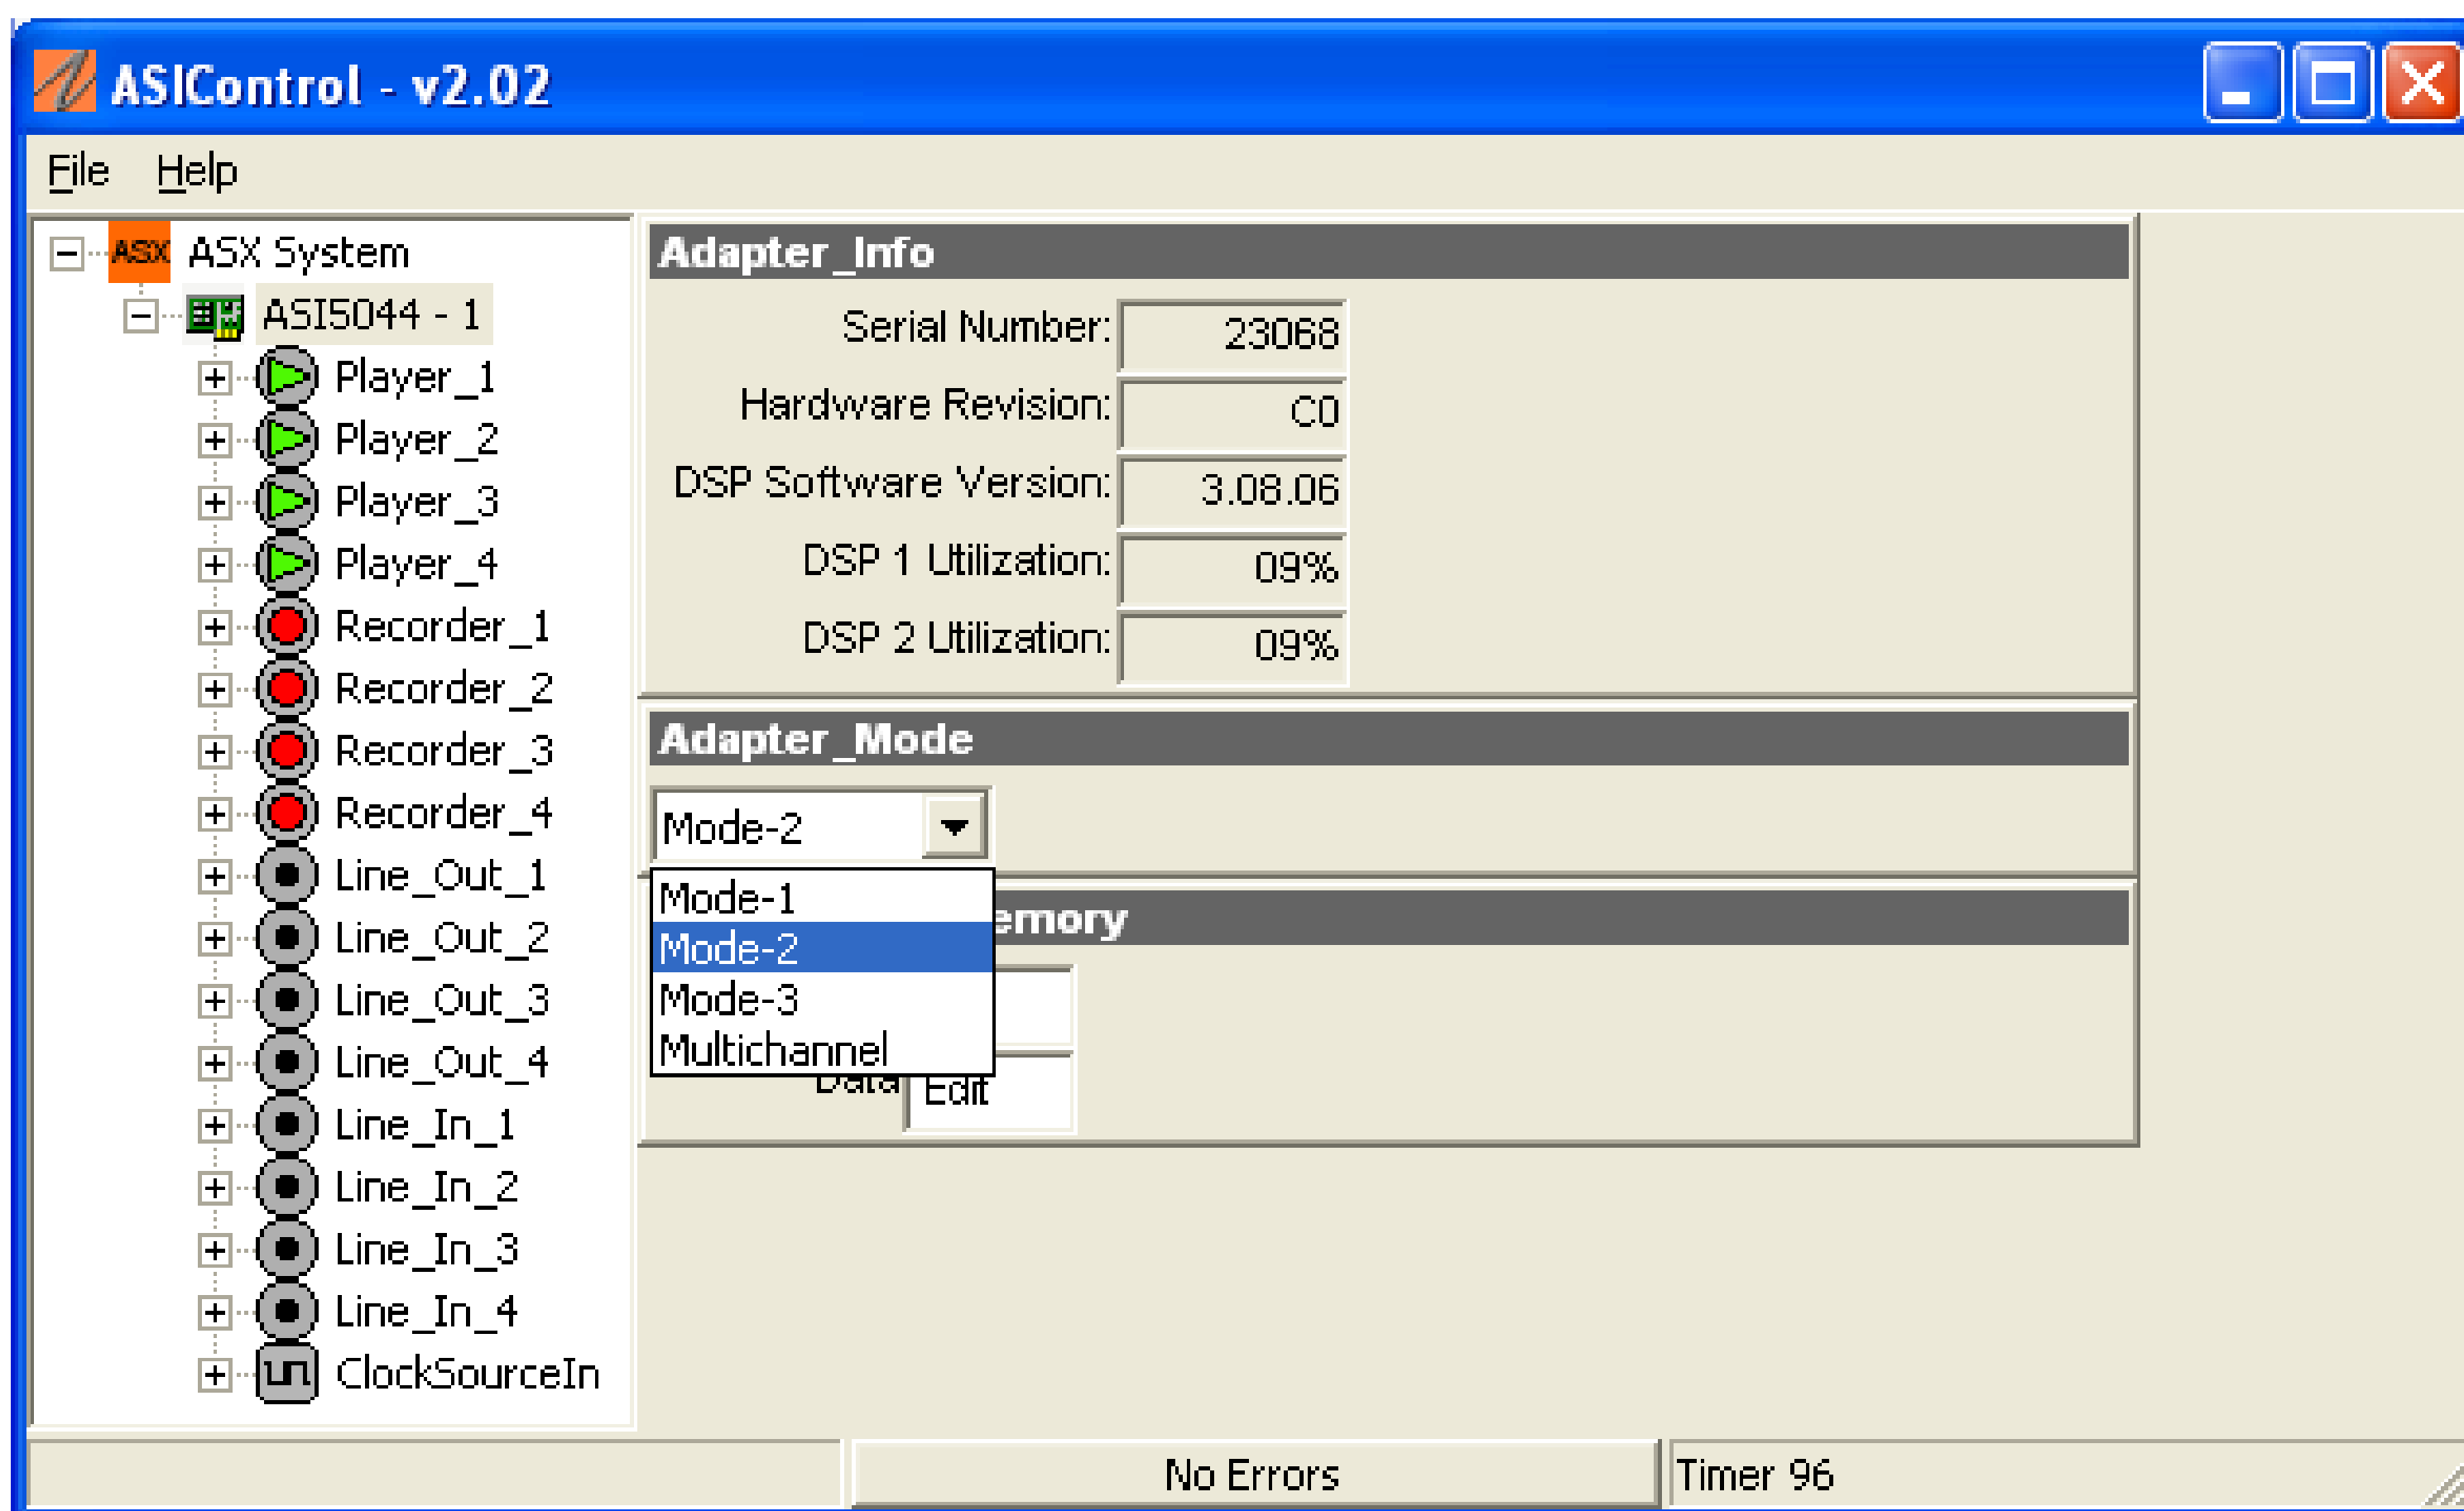 ASIControl - v2.02
File Help
ASX ASX System
ASI5044 - 1
Player_1
Player_2
Player_3
Player_4
Recorder_1
Recorder_2
Recorder_3
Recorder_4
Line_Out_1
Line_Out_2
Line_Out_3
Line_Out_4
Line_In_1
Line_In_2
Line_In_3
Line_In_4
ClockSourceIn
Adapter_Info
Serial Number: 23068
Hardware Revision: C0
DSP Software Version: 3.08.06
DSP 1 Utilization: 09%
DSP 2 Utilization: 09%
Adapter_Mode
Mode-2
Mode-1
Mode-2
Mode-3
Multichannel
emory
Data Edit
No Errors
Timer 96